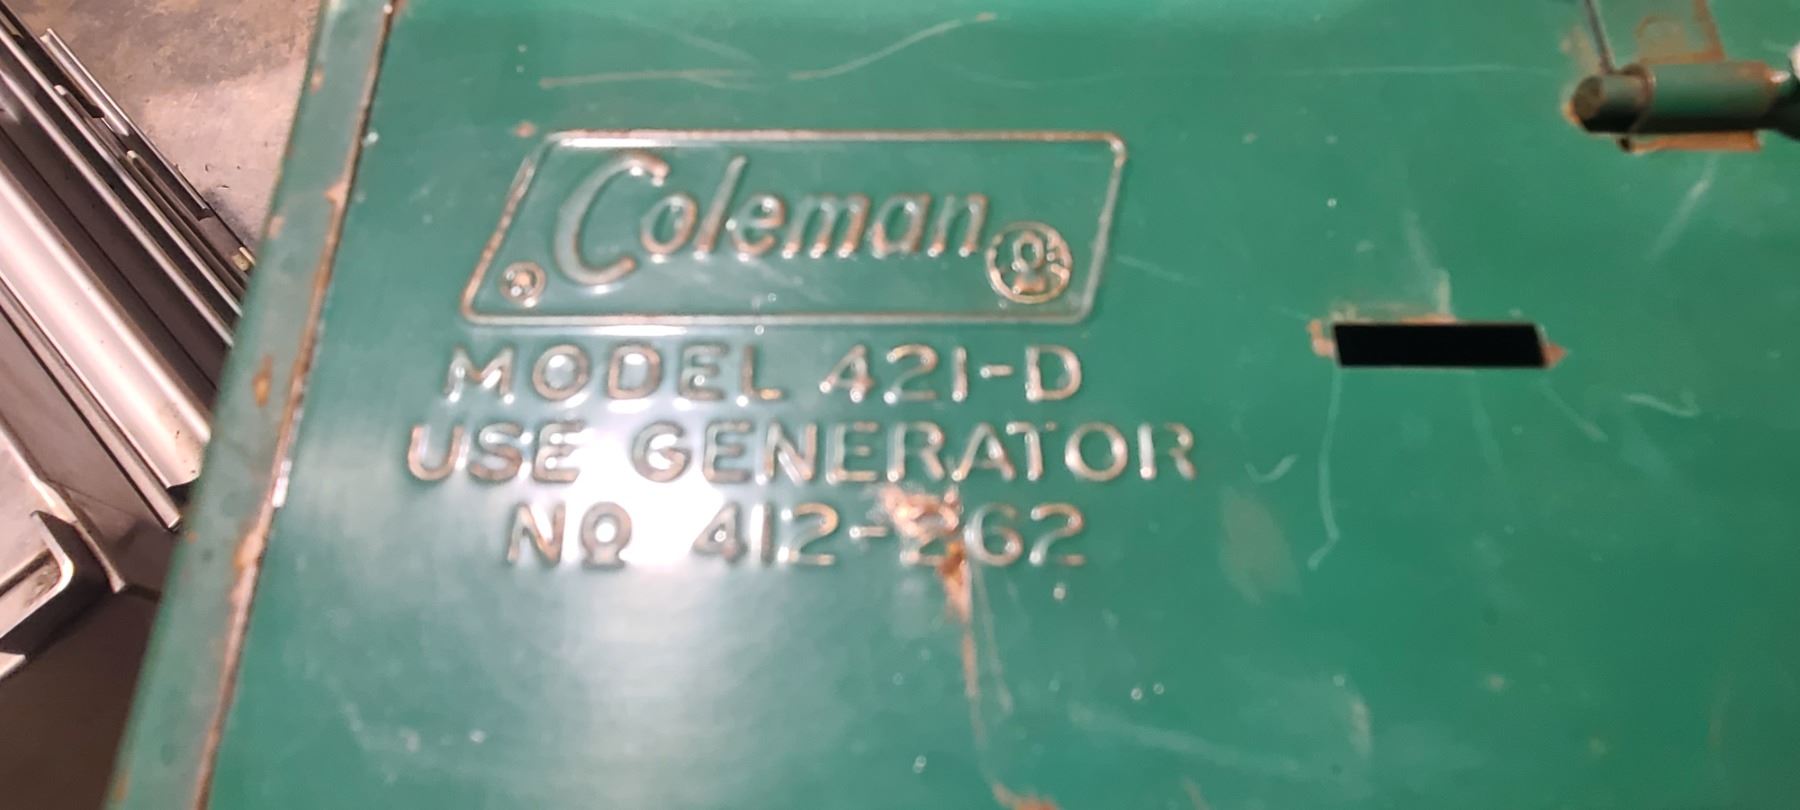 Coleman
MODEL 421-D
USE GENERATOR
NO 412-262